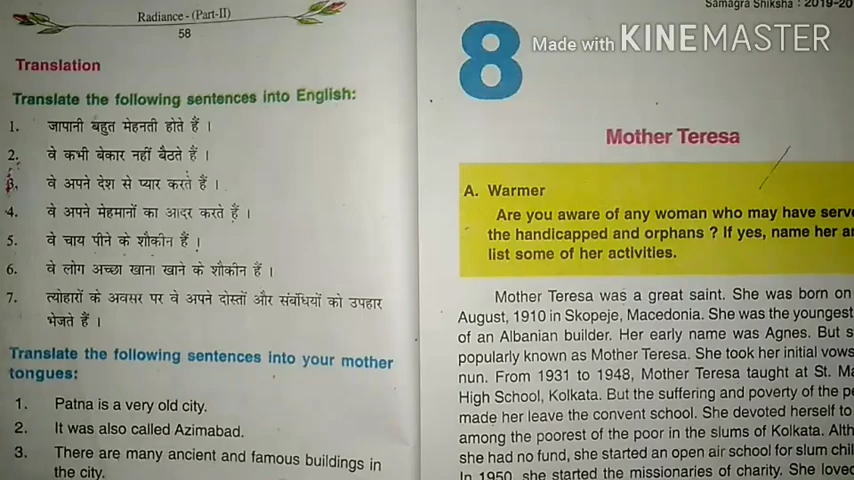 Radiance - (Part-II)
58
Translation
Translate the following sentences into English:
1. जापानी बहुत मेहनती होते हैं ।
2. वे कभी बेकार नहीं बैठते हैं ।
3. वे अपने देश से प्यार करते हैं ।
4. वे अपने मेहमानों का आदर करते हैं ।
5. वे चाय पीने के शौकीन हैं ।
6. वे लोग अच्छा खाना खाने के शौकीन हैं ।
7. त्योहारों के अवसर पर वे अपने दोस्तों और संबंधियों को उपहार
भेजते हैं ।
Translate the following sentences into your mother
tongues:
1. Patna is a very old city.
2. It was also called Azimabad.
3. There are many ancient and famous buildings in
the city.
Samagra Shiksha : 2019-20
8
Made with KINEMASTER
Mother Teresa
A. Warmer
Are you aware of any woman who may have serve
the handicapped and orphans ? If yes, name her an
list some of her activities.
Mother Teresa was a great saint. She was born on
August, 1910 in Skopeje, Macedonia. She was the youngest
of an Albanian builder. Her early name was Agnes. But s
popularly known as Mother Teresa. She took her initial vows
nun. From 1931 to 1948, Mother Teresa taught at St. Ma
High School, Kolkata. But the suffering and poverty of the pe
made her leave the convent school. She devoted herself to
among the poorest of the poor in the slums of Kolkata. Alth
she had no fund, she started an open air school for slum chil
In 1950, she started the missionaries of charity. She loved